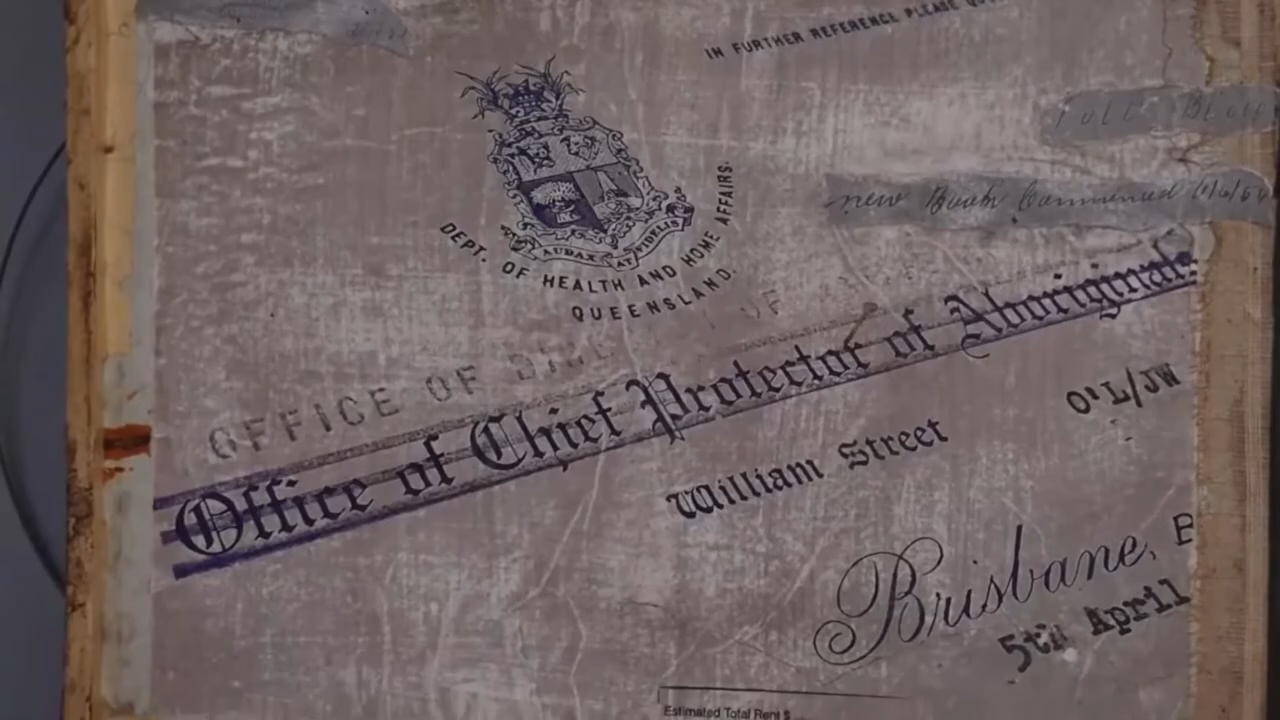 IN FURTHER REFERENCE PLEASE
new Book Commenced
AUDAX AT FIDELIS
DEPT. OF HEALTH AND HOME AFFAIRS.
QUEENSLAND.
OFFICE OF
Office of Chief Protector of Aboriginals
O'L/JW
William Street
Brisbane, B
5th April
Estimated Total Rent $